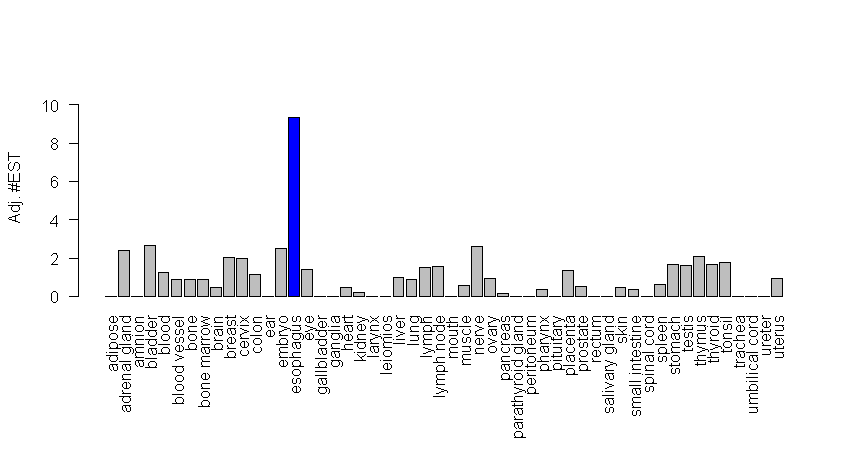 Adj. #EST
10
8
6
4
2
0
adipose
adrenal gland
amnion
bladder
blood
blood vessel
bone
bone marrow
brain
breast
cervix
colon
ear
embryo
esophagus
eye
gallbladder
ganglia
heart
kidney
larynx
leiomios
liver
lung
lymph
lymph node
mouth
muscle
nerve
ovary
pancreas
parathyroid gland
peritoneum
pharynx
pituitary
placenta
prostate
rectum
salivary gland
skin
small intestine
spinal cord
spleen
stomach
testis
thymus
thyroid
tonsil
trachea
umbilical cord
ureter
uterus